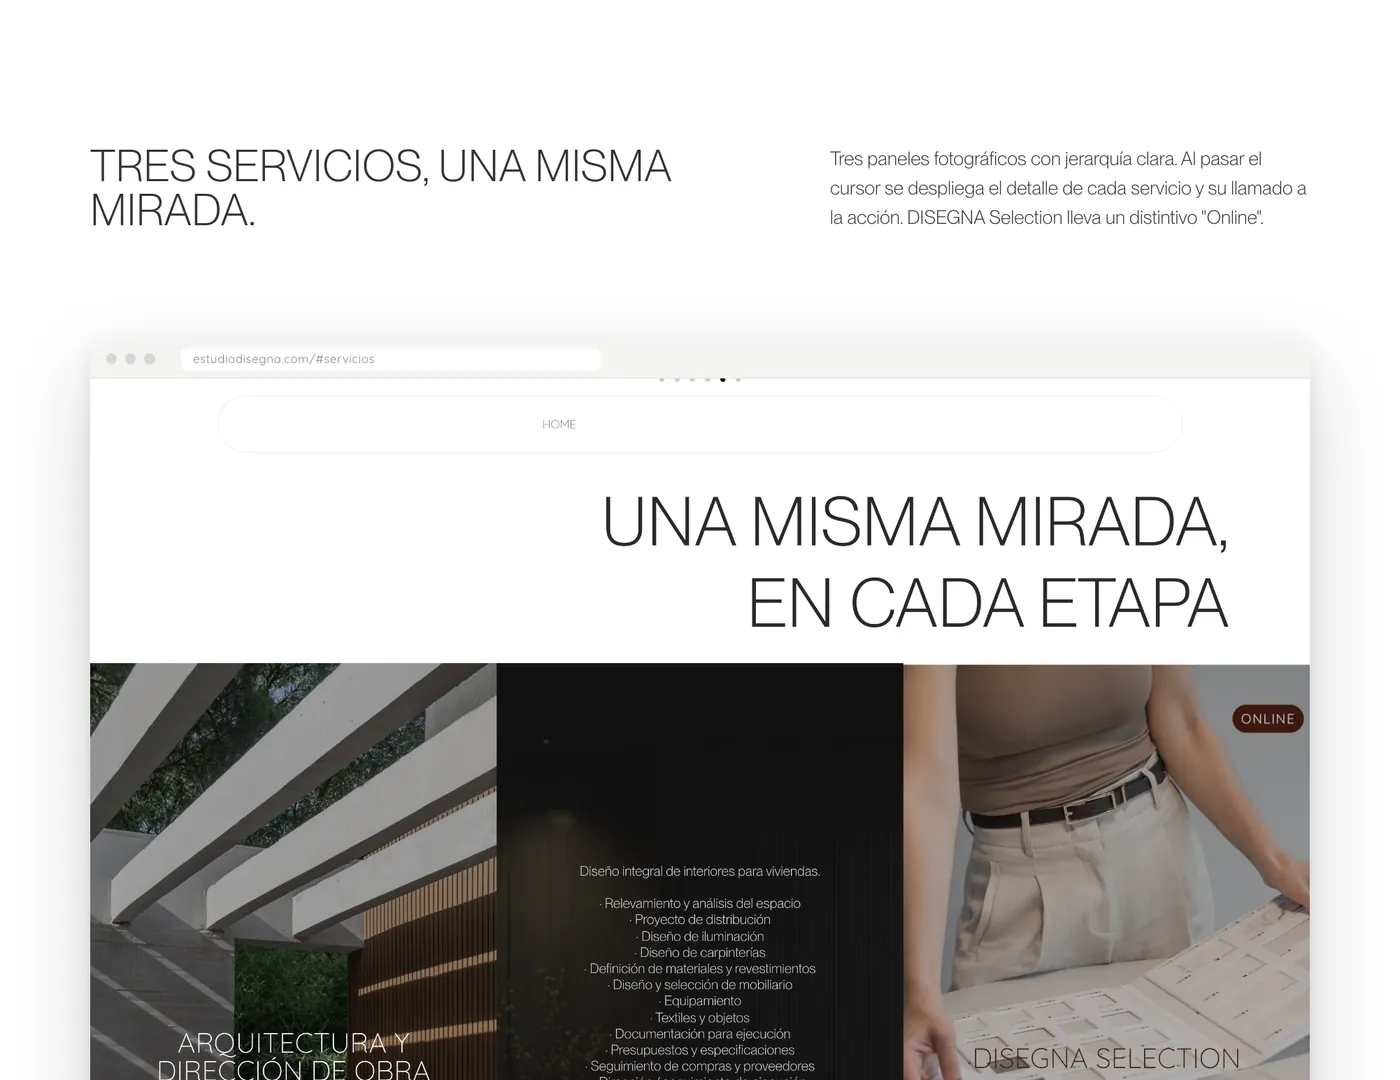 TRES SERVICIOS, UNA MISMA
MIRADA.
Tres paneles fotográficos con jerarquía clara. Al pasar el
cursor se despliega el detalle de cada servicio y su llamado a
la acción. DISEGNA Selection lleva un distintivo "Online".
estudiodisegna.com/#servicios
HOME
UNA MISMA MIRADA,
EN CADA ETAPA
ARQUITECTURA Y
DIRECCIÓN DE OBRA
Diseño integral de interiores para viviendas.
· Relevamiento y análisis del espacio
· Proyecto de distribución
· Diseño de iluminación
· Diseño de carpinterías
· Definición de materiales y revestimientos
· Diseño y selección de mobiliario
· Equipamiento
· Textiles y objetos
· Documentación para ejecución
· Presupuestos y especificaciones
· Seguimiento de compras y proveedores
ONLINE
DISEGNA SELECTION